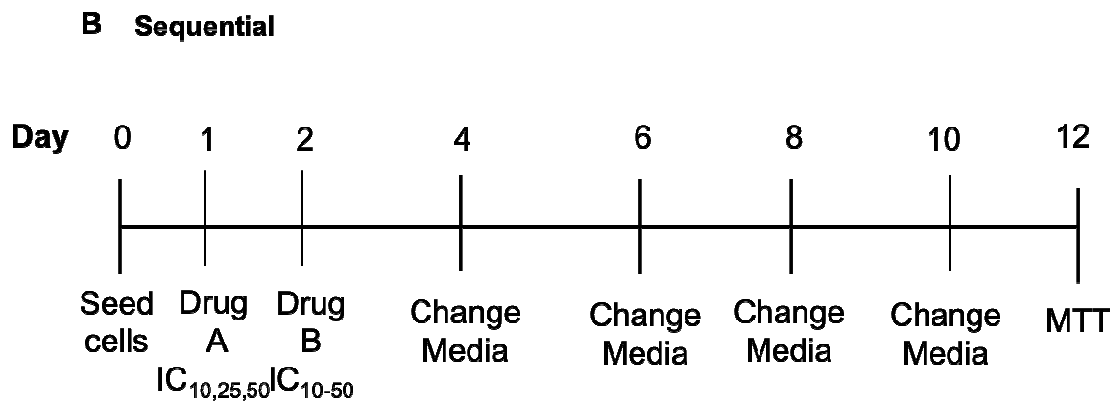 B Sequential
Day 0 1 2 4 6 8 10 12
Seed cells
Drug A IC10,25,50
Drug B IC10-50
Change Media
Change Media
Change Media
Change Media
MTT